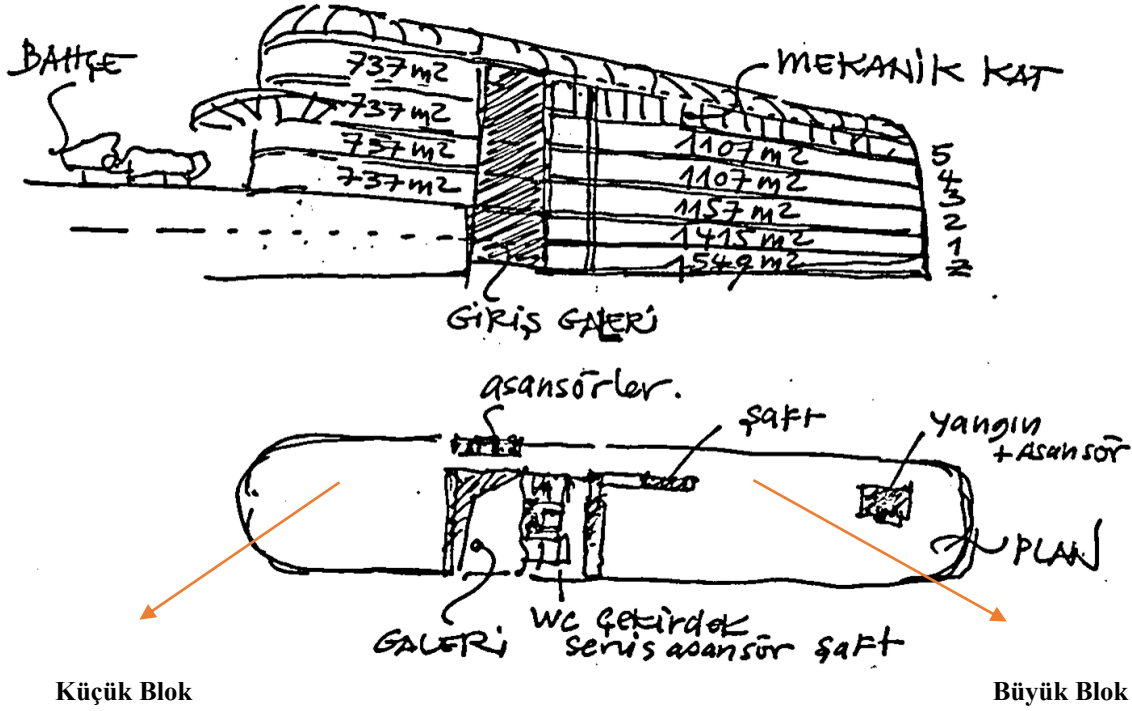 BAHÇE
737 m2
737 m2
737 m2
737 m2
MEKANİK KAT
1107 m2
1107 m2
1157 m2
1415 m2
1549 m2
5
4
3
2
1
Z
GİRİŞ GALERİ
asansörler.
şaft
yangın
+Asansör
PLAN
GALERİ
WC çekirdek
servis asansör şaft
Küçük Blok
Büyük Blok